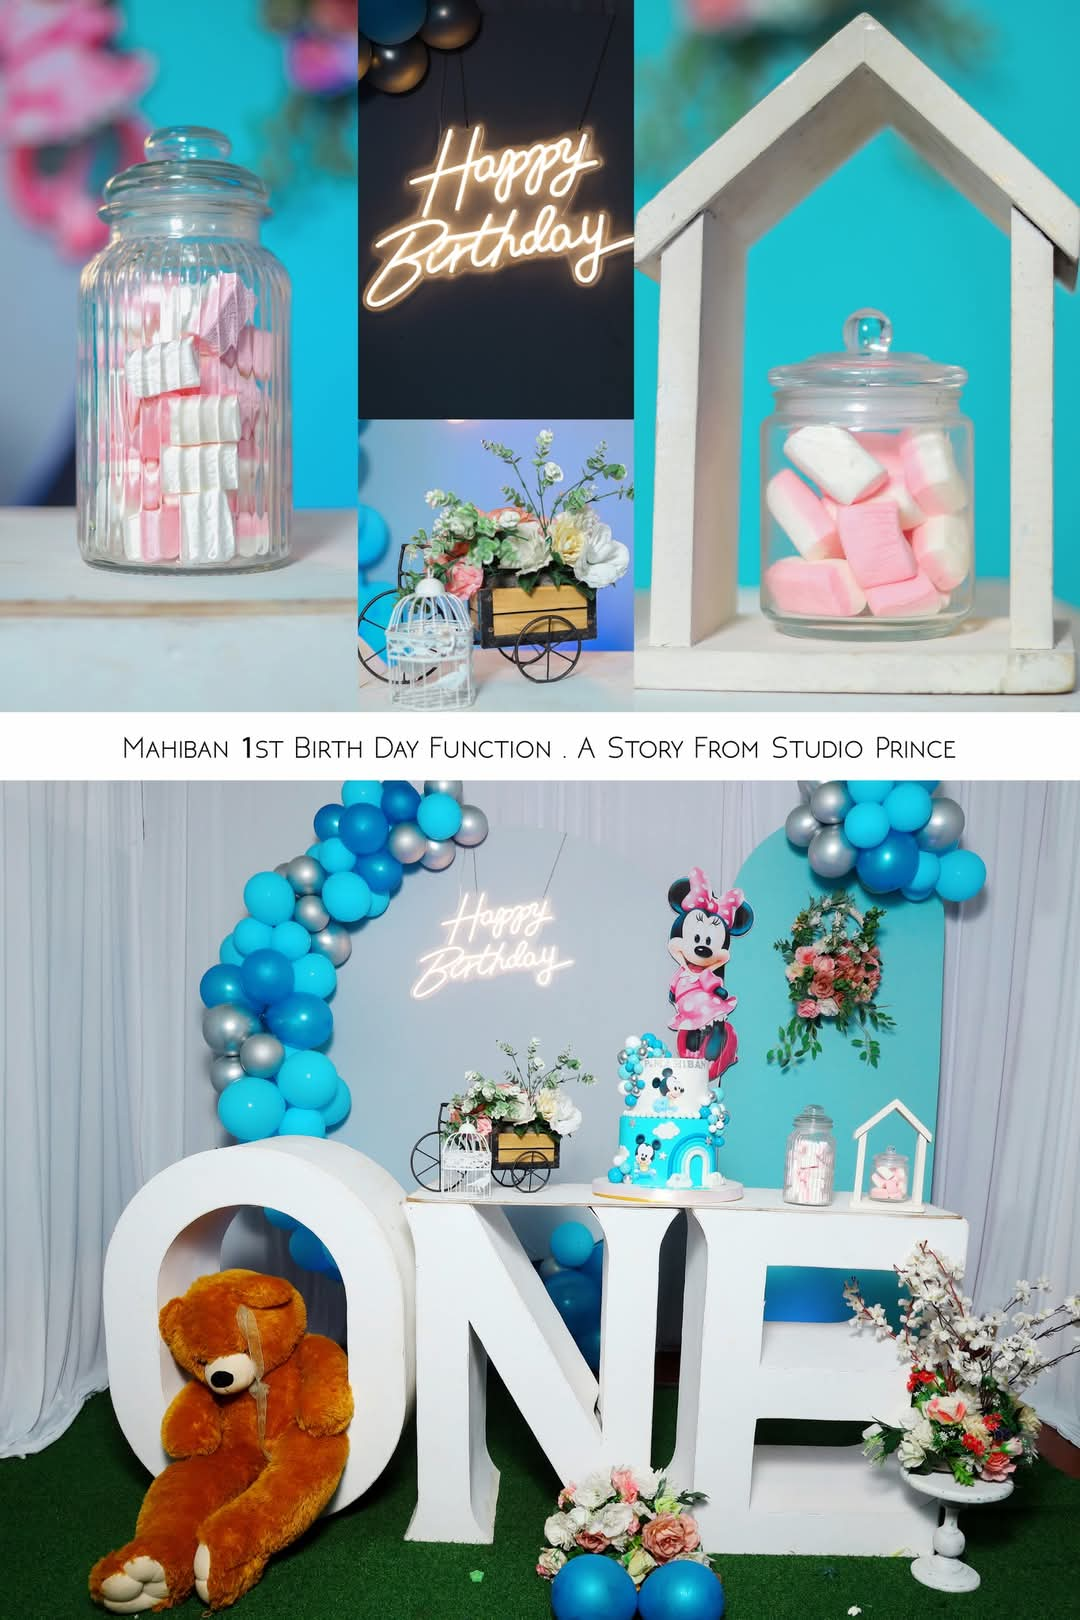 Happy
Birthday
MAHIBAN 1ST BIRTH DAY FUNCTION . A STORY FROM STUDIO PRINCE
Happy
Birthday
ONE